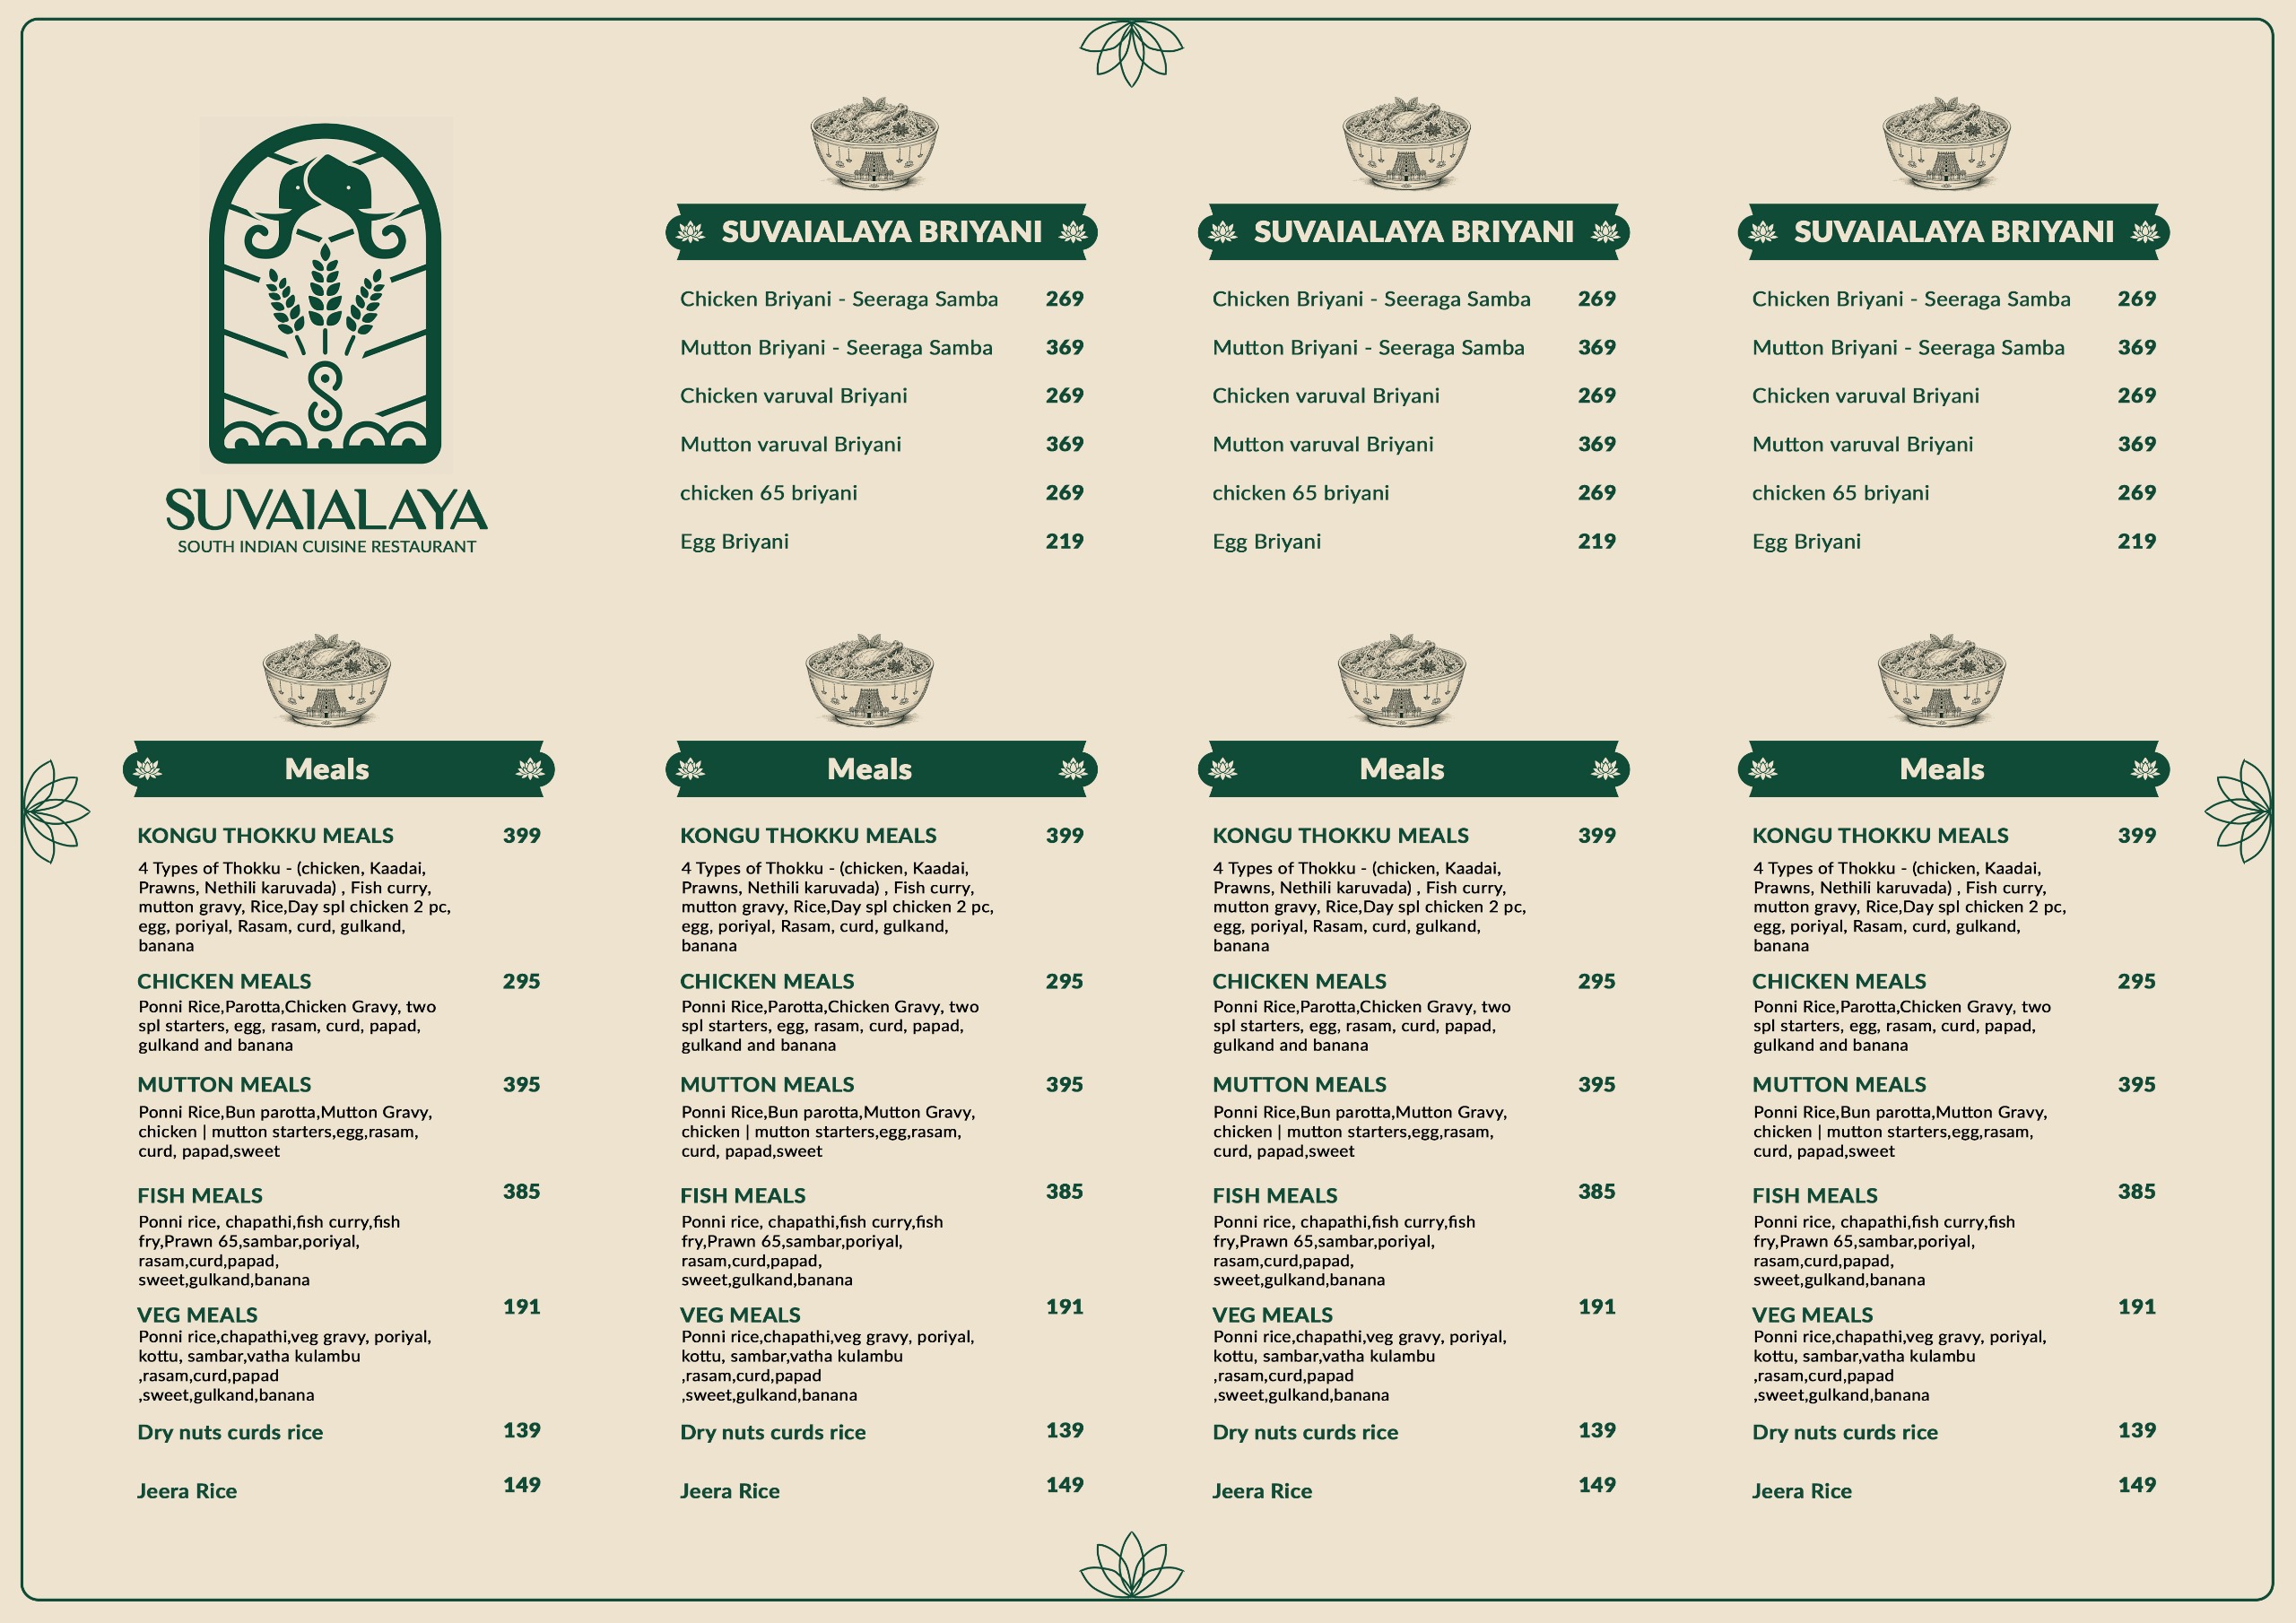 SUVAIALAYA
SOUTH INDIAN CUISINE RESTAURANT
SUVAIALAYA BRIYANI
Chicken Briyani - Seeraga Samba 269
Mutton Briyani - Seeraga Samba 369
Chicken varuval Briyani 269
Mutton varuval Briyani 369
chicken 65 briyani 269
Egg Briyani 219
SUVAIALAYA BRIYANI
Chicken Briyani - Seeraga Samba 269
Mutton Briyani - Seeraga Samba 369
Chicken varuval Briyani 269
Mutton varuval Briyani 369
chicken 65 briyani 269
Egg Briyani 219
SUVAIALAYA BRIYANI
Chicken Briyani - Seeraga Samba 269
Mutton Briyani - Seeraga Samba 369
Chicken varuval Briyani 269
Mutton varuval Briyani 369
chicken 65 briyani 269
Egg Briyani 219
Meals
KONGU THOKKU MEALS 399
4 Types of Thokku - (chicken, Kaadai,
Prawns, Nethili karuvada) , Fish curry,
mutton gravy, Rice,Day spl chicken 2 pc,
egg, poriyal, Rasam, curd, gulkand,
banana
CHICKEN MEALS 295
Ponni Rice,Parotta,Chicken Gravy, two
spl starters, egg, rasam, curd, papad,
gulkand and banana
MUTTON MEALS 395
Ponni Rice,Bun parotta,Mutton Gravy,
chicken | mutton starters,egg,rasam,
curd, papad,sweet
FISH MEALS 385
Ponni rice, chapathi,fish curry,fish
fry,Prawn 65,sambar,poriyal,
rasam,curd,papad,
sweet,gulkand,banana
VEG MEALS 191
Ponni rice,chapathi,veg gravy, poriyal,
kottu, sambar,vatha kulambu
,rasam,curd,papad
,sweet,gulkand,banana
Dry nuts curds rice 139
Jeera Rice 149
Meals
KONGU THOKKU MEALS 399
4 Types of Thokku - (chicken, Kaadai,
Prawns, Nethili karuvada) , Fish curry,
mutton gravy, Rice,Day spl chicken 2 pc,
egg, poriyal, Rasam, curd, gulkand,
banana
CHICKEN MEALS 295
Ponni Rice,Parotta,Chicken Gravy, two
spl starters, egg, rasam, curd, papad,
gulkand and banana
MUTTON MEALS 395
Ponni Rice,Bun parotta,Mutton Gravy,
chicken | mutton starters,egg,rasam,
curd, papad,sweet
FISH MEALS 385
Ponni rice, chapathi,fish curry,fish
fry,Prawn 65,sambar,poriyal,
rasam,curd,papad,
sweet,gulkand,banana
VEG MEALS 191
Ponni rice,chapathi,veg gravy, poriyal,
kottu, sambar,vatha kulambu
,rasam,curd,papad
,sweet,gulkand,banana
Dry nuts curds rice 139
Jeera Rice 149
Meals
KONGU THOKKU MEALS 399
4 Types of Thokku - (chicken, Kaadai,
Prawns, Nethili karuvada) , Fish curry,
mutton gravy, Rice,Day spl chicken 2 pc,
egg, poriyal, Rasam, curd, gulkand,
banana
CHICKEN MEALS 295
Ponni Rice,Parotta,Chicken Gravy, two
spl starters, egg, rasam, curd, papad,
gulkand and banana
MUTTON MEALS 395
Ponni Rice,Bun parotta,Mutton Gravy,
chicken | mutton starters,egg,rasam,
curd, papad,sweet
FISH MEALS 385
Ponni rice, chapathi,fish curry,fish
fry,Prawn 65,sambar,poriyal,
rasam,curd,papad,
sweet,gulkand,banana
VEG MEALS 191
Ponni rice,chapathi,veg gravy, poriyal,
kottu, sambar,vatha kulambu
,rasam,curd,papad
,sweet,gulkand,banana
Dry nuts curds rice 139
Jeera Rice 149
Meals
KONGU THOKKU MEALS 399
4 Types of Thokku - (chicken, Kaadai,
Prawns, Nethili karuvada) , Fish curry,
mutton gravy, Rice,Day spl chicken 2 pc,
egg, poriyal, Rasam, curd, gulkand,
banana
CHICKEN MEALS 295
Ponni Rice,Parotta,Chicken Gravy, two
spl starters, egg, rasam, curd, papad,
gulkand and banana
MUTTON MEALS 395
Ponni Rice,Bun parotta,Mutton Gravy,
chicken | mutton starters,egg,rasam,
curd, papad,sweet
FISH MEALS 385
Ponni rice, chapathi,fish curry,fish
fry,Prawn 65,sambar,poriyal,
rasam,curd,papad,
sweet,gulkand,banana
VEG MEALS 191
Ponni rice,chapathi,veg gravy, poriyal,
kottu, sambar,vatha kulambu
,rasam,curd,papad
,sweet,gulkand,banana
Dry nuts curds rice 139
Jeera Rice 149